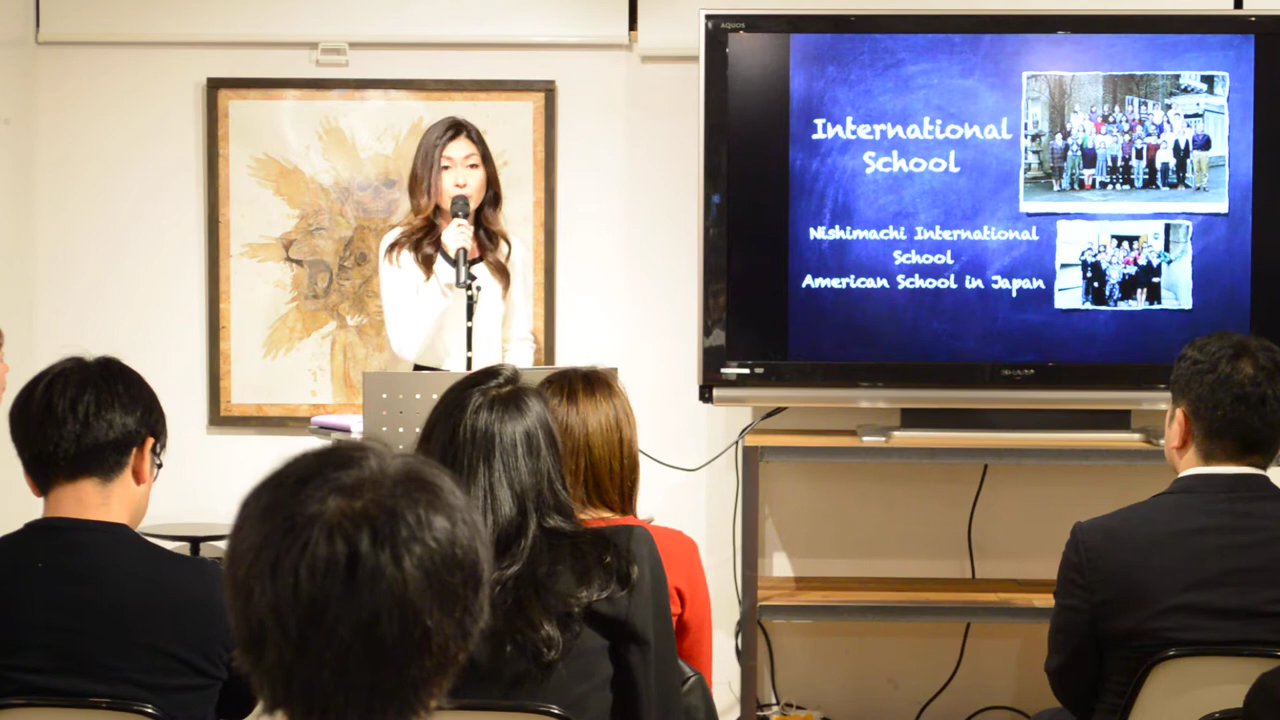 AQUOS
International
School
Nishimachi International
School
American School in Japan
SHARP